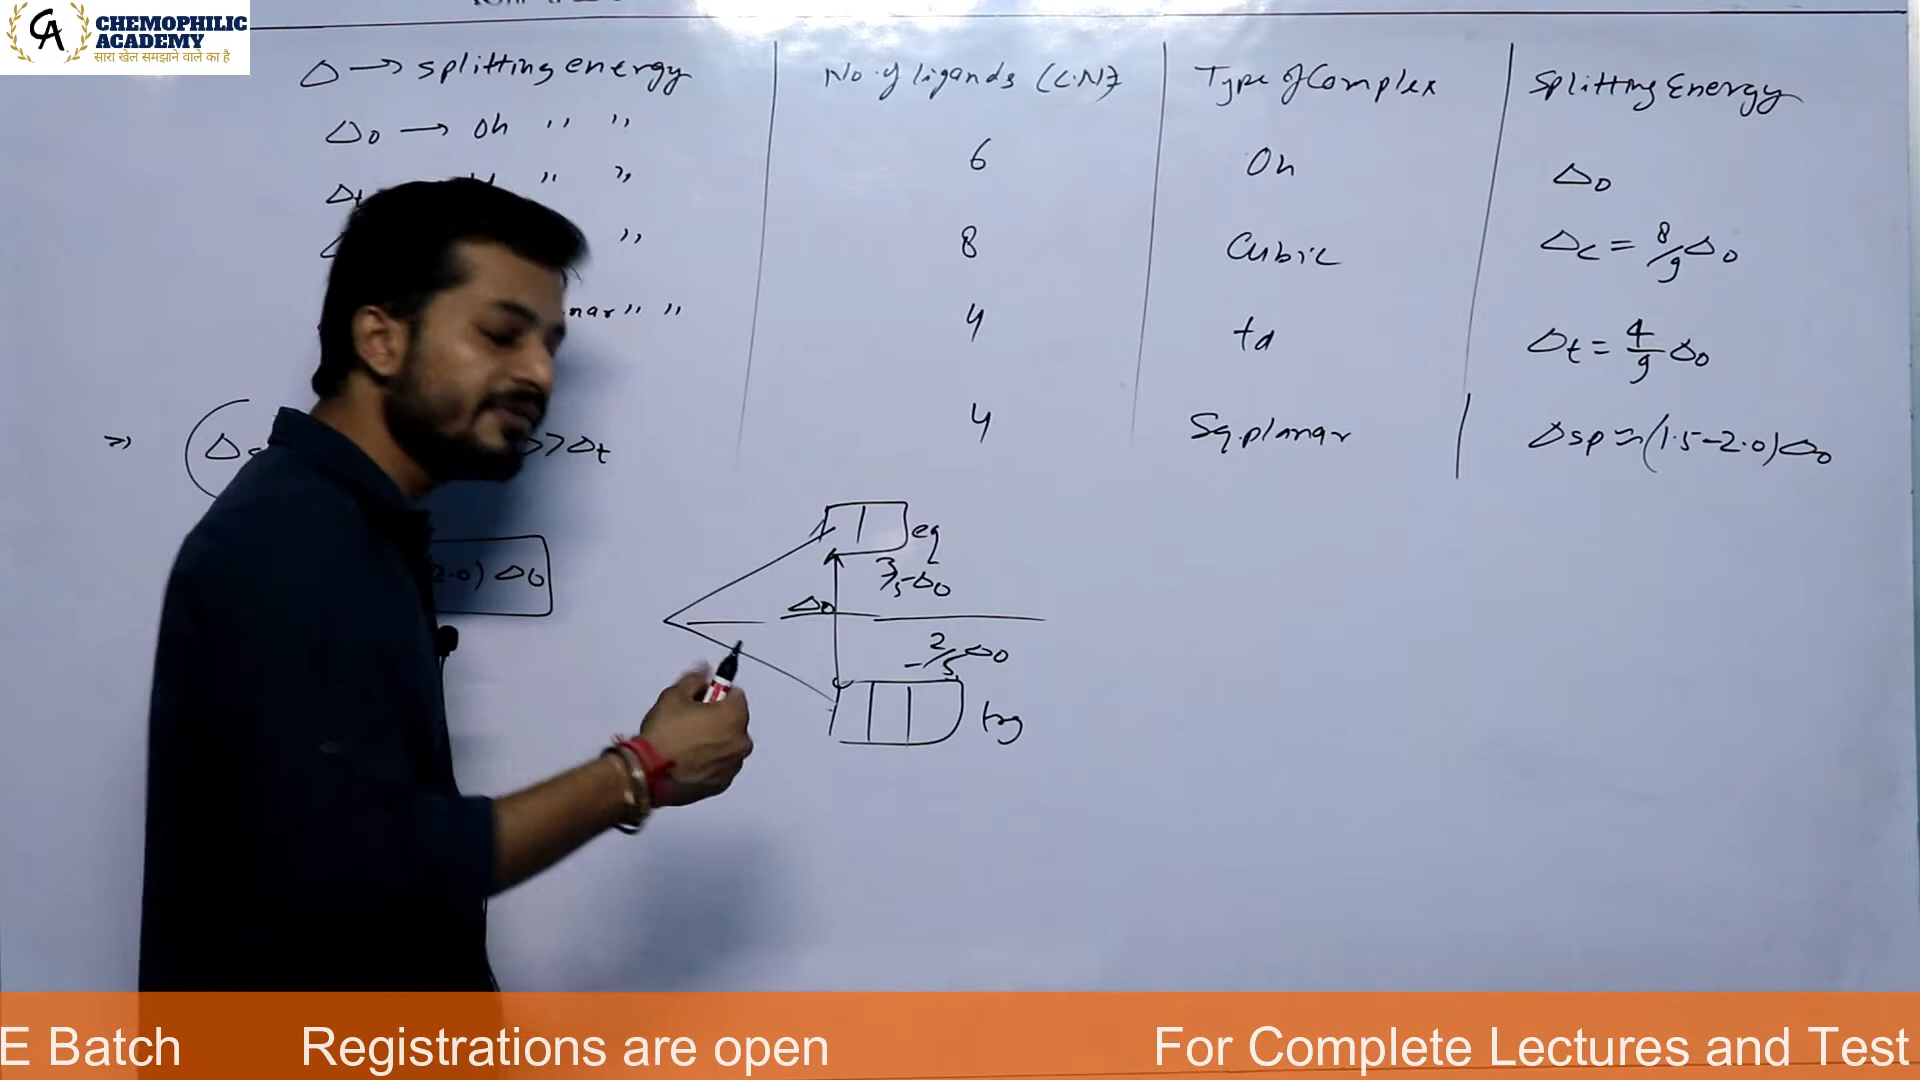 CHEMOPHILIC
ACADEMY
सारा खेल समझाने वाले का है
CA
Δ → splitting energy
Δo → Oh " "
Δt " "
"
nar " "
No. of ligands (C.N)
6
8
4
4
Type of Complex
Oh
Cubic
td
Sq. planar
Splitting Energy
Δo
Δc = 8/9 Δo
Δt = 4/9 Δo
Δsp ≈ (1.5-2.0) Δo
⇒ >> Δt
2.0) Δo
eg
3/5 Δo
Δo
-2/5 Δo
t2g
E Batch Registrations are open For Complete Lectures and Test